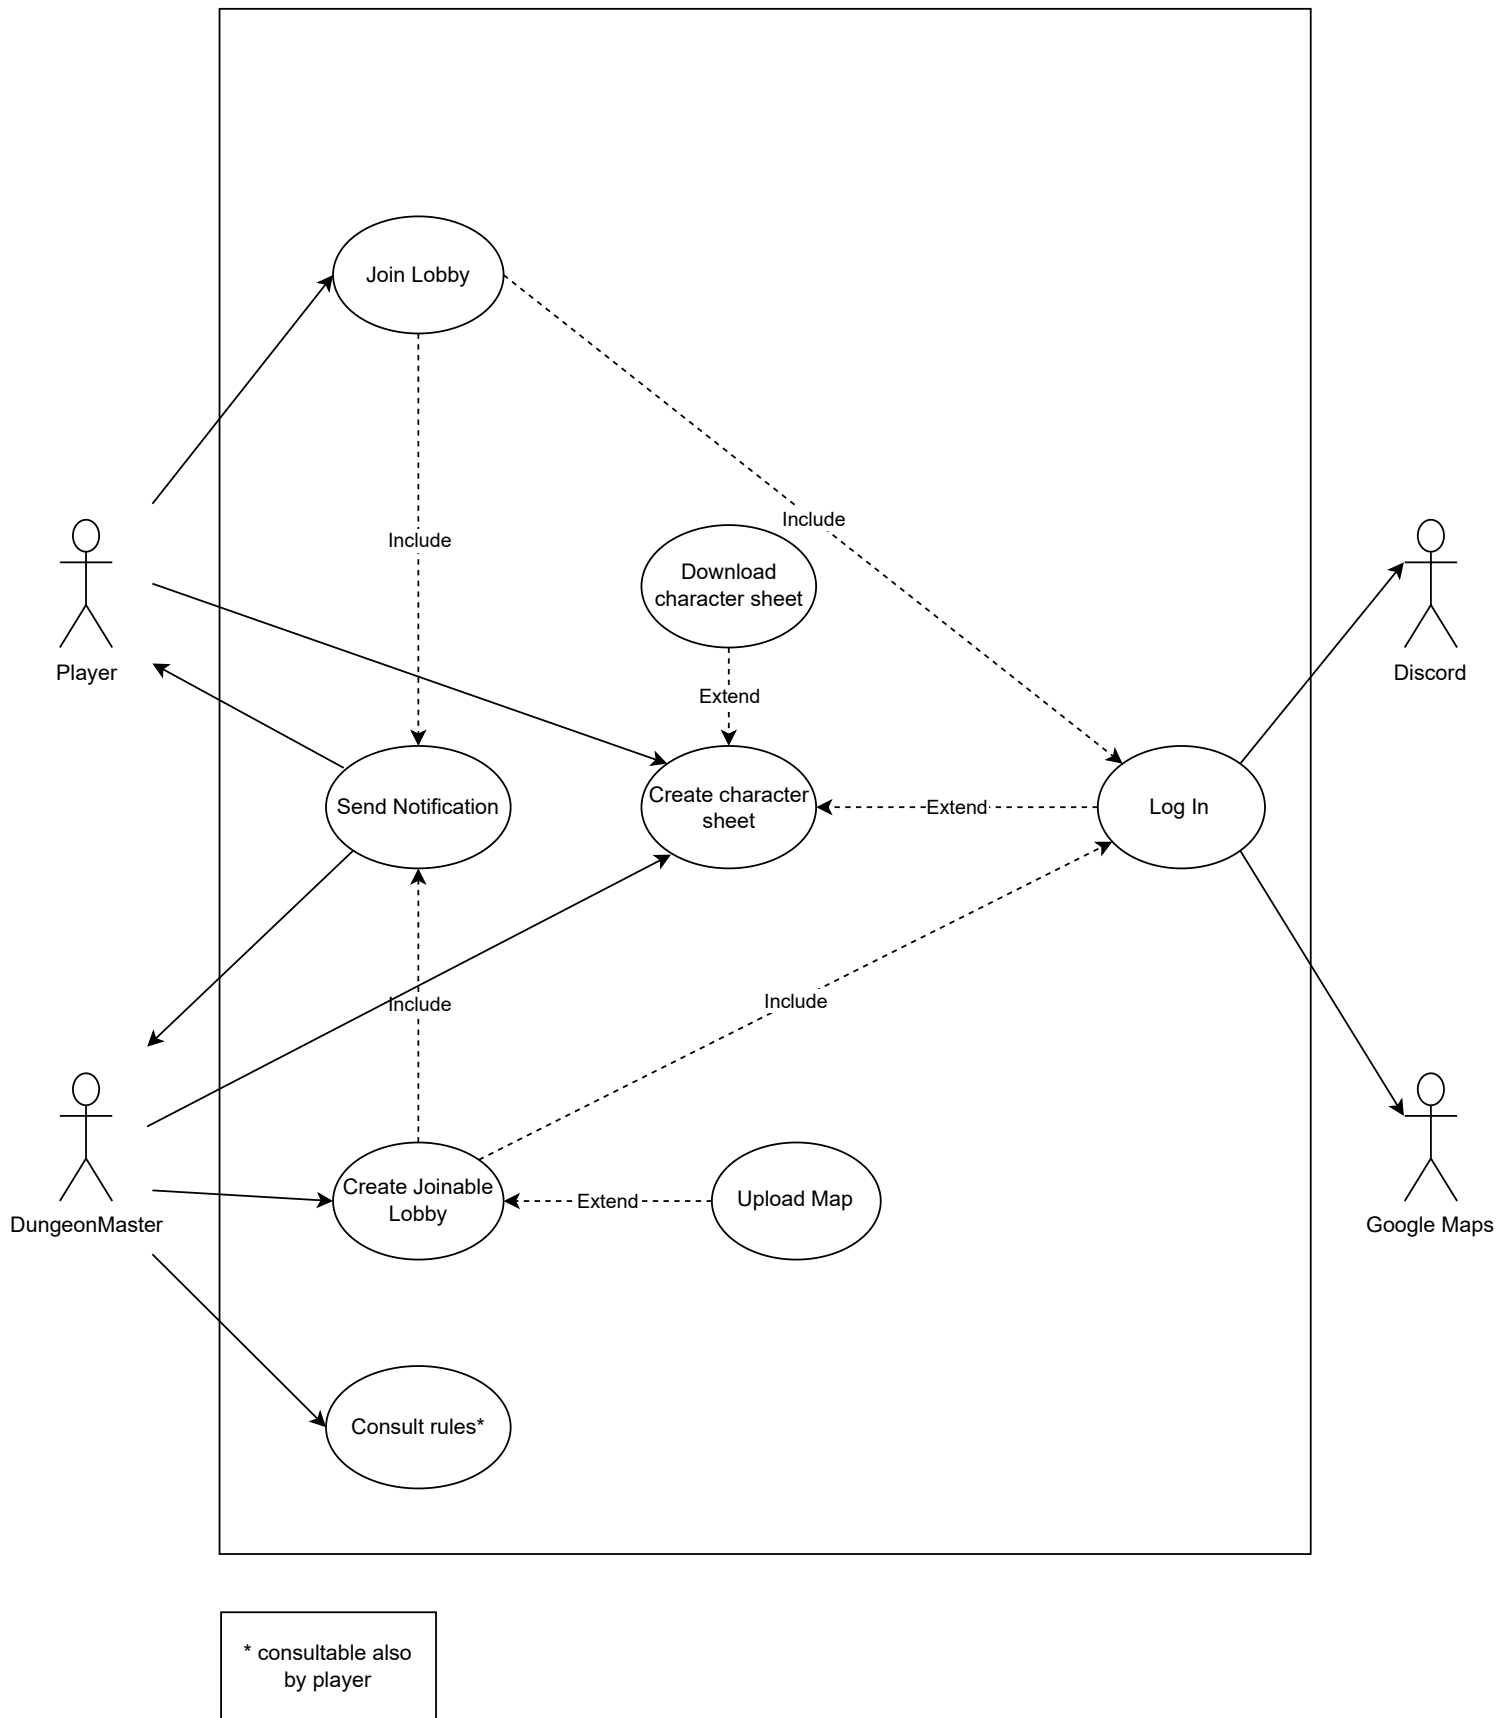 Join Lobby
Include
Include
Download
character sheet
Player
Discord
Extend
Send Notification
Create character
sheet
Extend
Log In
Include
Include
Create Joinable
Lobby
Extend
Upload Map
DungeonMaster
Google Maps
Consult rules*
* consultable also
by player